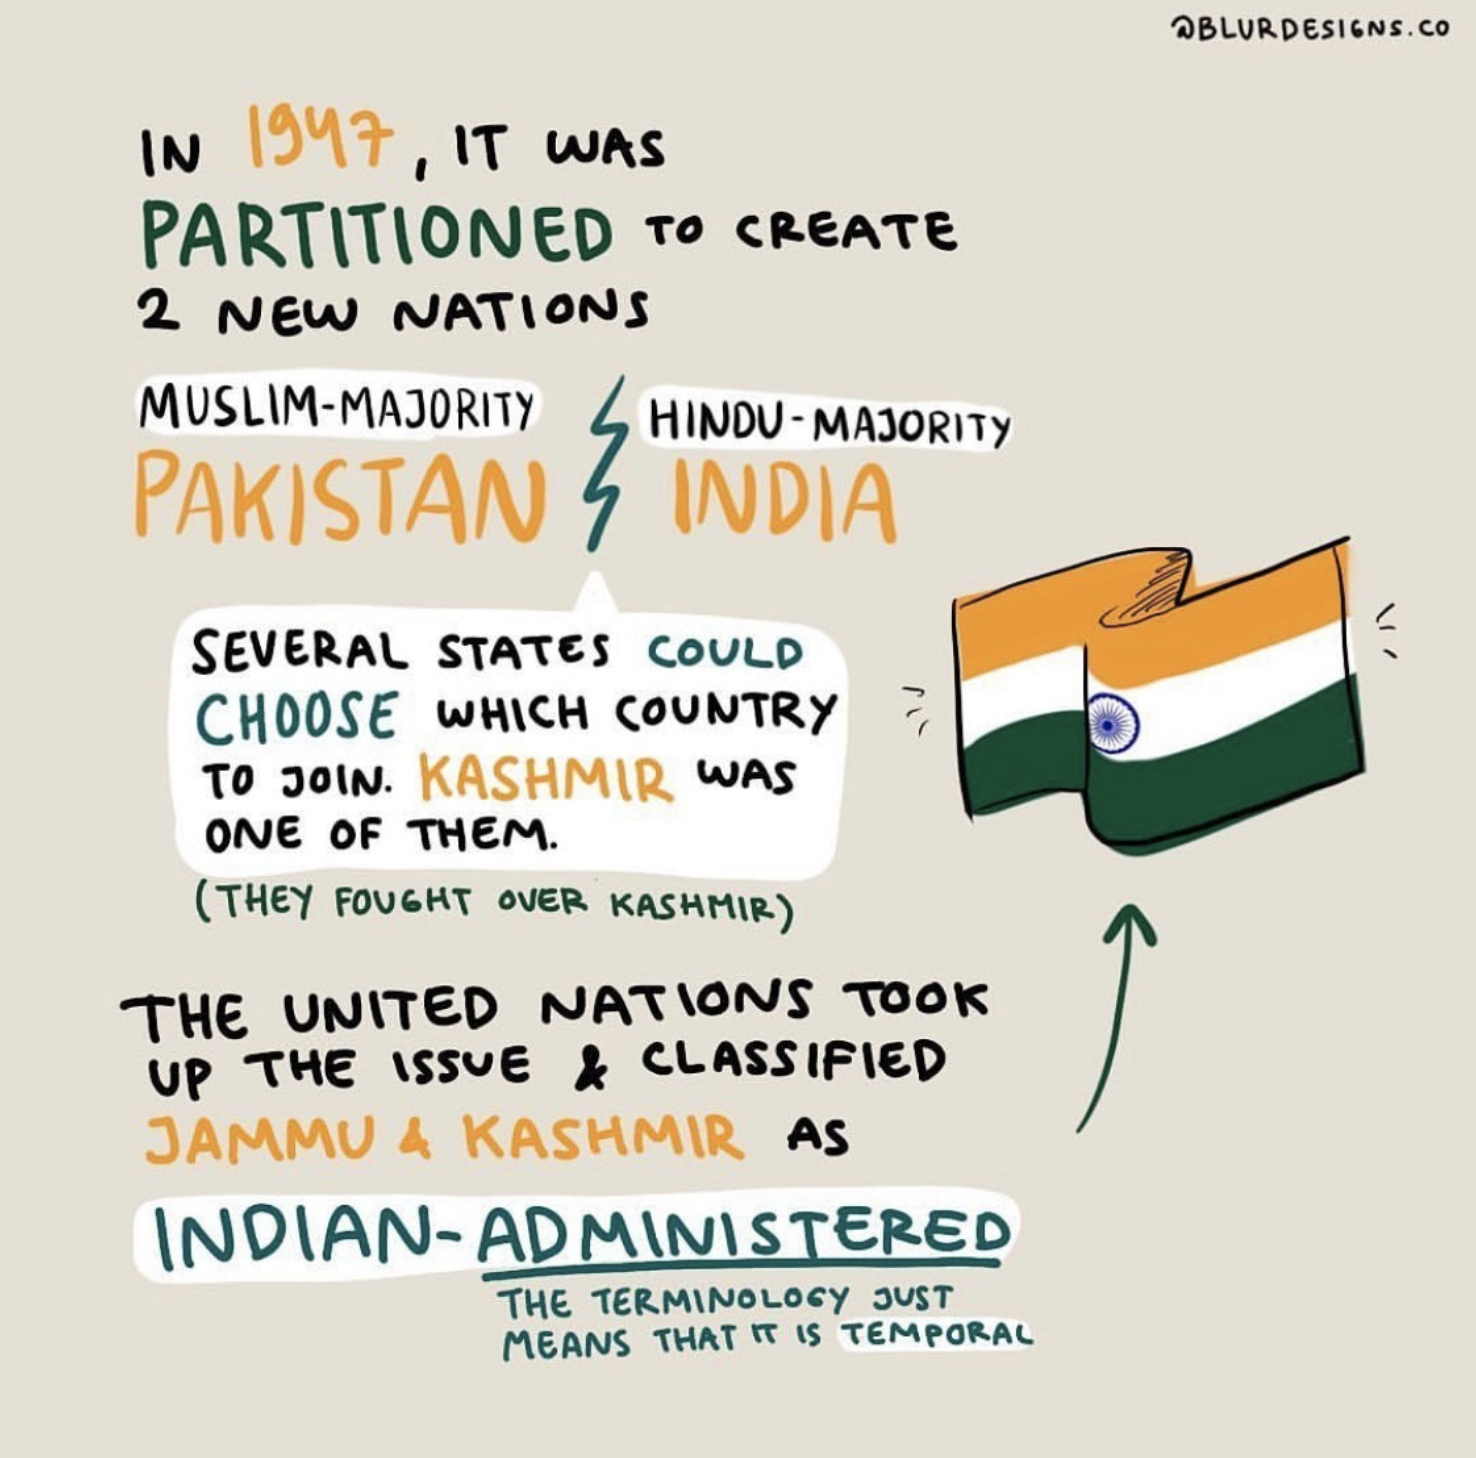 @BLURDESIGNS.CO
IN 1947, IT WAS
PARTITIONED TO CREATE
2 NEW NATIONS
MUSLIM-MAJORITY
PAKISTAN
HINDU-MAJORITY
INDIA
SEVERAL STATES COULD
CHOOSE WHICH COUNTRY
TO JOIN. KASHMIR WAS
ONE OF THEM.
(THEY FOUGHT OVER KASHMIR)
THE UNITED NATIONS TOOK
UP THE ISSUE & CLASSIFIED
JAMMU & KASHMIR AS
INDIAN-ADMINISTERED
THE TERMINOLOGY JUST
MEANS THAT IT IS TEMPORAL